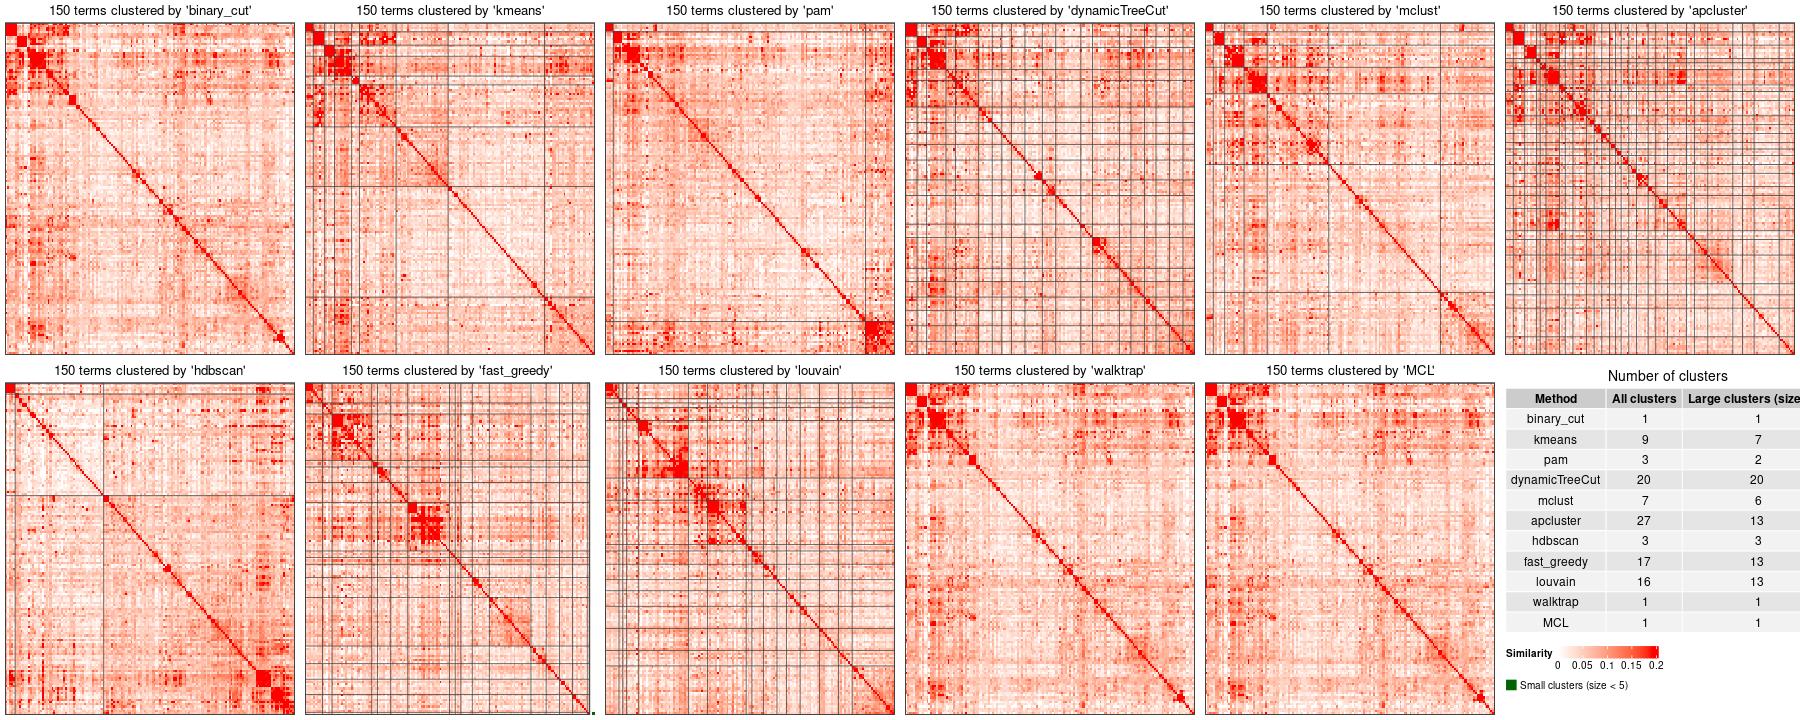 150 terms clustered by 'binary_cut'
150 terms clustered by 'kmeans'
150 terms clustered by 'pam'
150 terms clustered by 'dynamicTreeCut'
150 terms clustered by 'mclust'
150 terms clustered by 'apcluster'
150 terms clustered by 'hdbscan'
150 terms clustered by 'fast_greedy'
150 terms clustered by 'louvain'
150 terms clustered by 'walktrap'
150 terms clustered by 'MCL'
Number of clusters
Method All clusters Large clusters (size
binary_cut 1 1
kmeans 9 7
pam 3 2
dynamicTreeCut 20 20
mclust 7 6
apcluster 27 13
hdbscan 3 3
fast_greedy 17 13
louvain 16 13
walktrap 1 1
MCL 1 1
Similarity
0 0.05 0.1 0.15 0.2
Small clusters (size < 5)